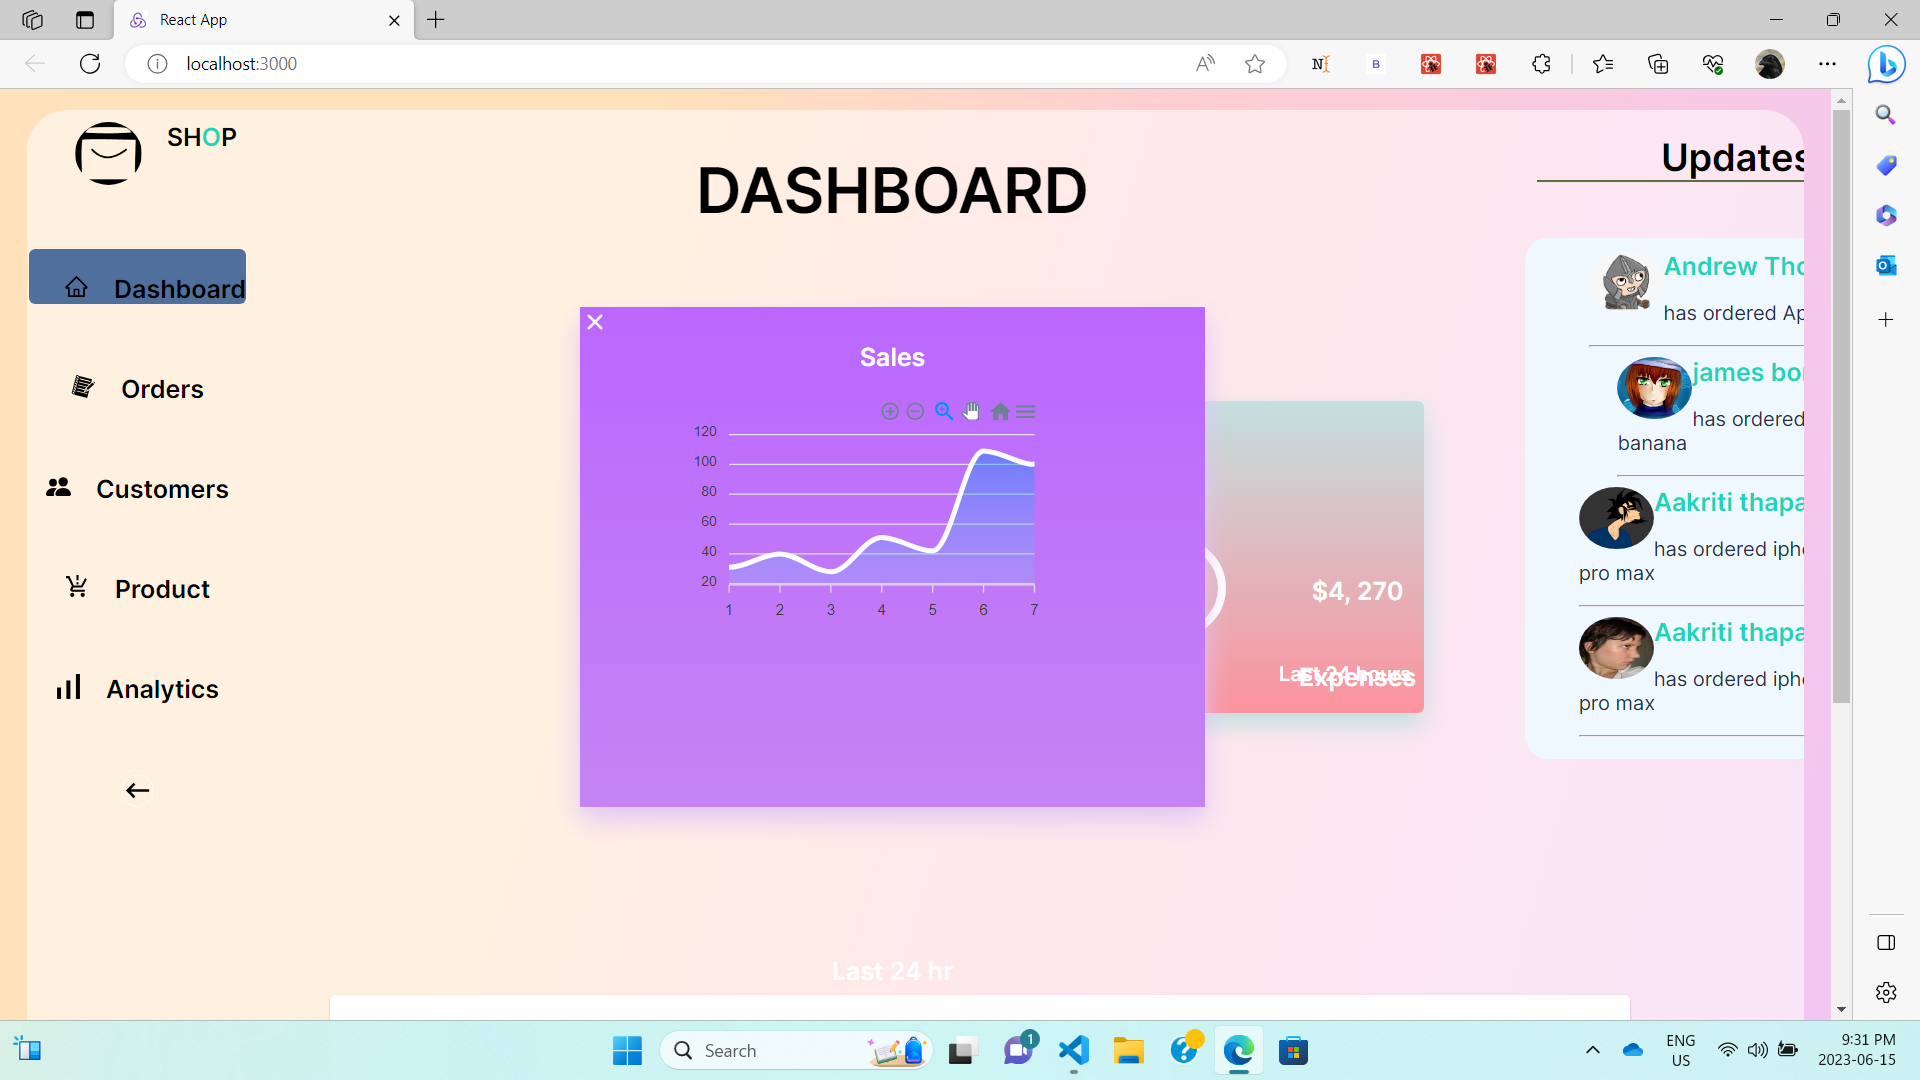 React App
localhost:3000
SHOP
DASHBOARD
Updates
Dashboard
Orders
Customers
Product
Analytics
Sales
120
100
80
60
40
20
1 2 3 4 5 6 7
$4, 270
Last 24 hours
Expenses
Last 24 hr
Andrew Tho
has ordered Ap
james bo
has ordered
banana
Aakriti thapa
has ordered iph
pro max
Aakriti thapa
has ordered iph
pro max
Search
1
ENG
US
9:31 PM
2023-06-15